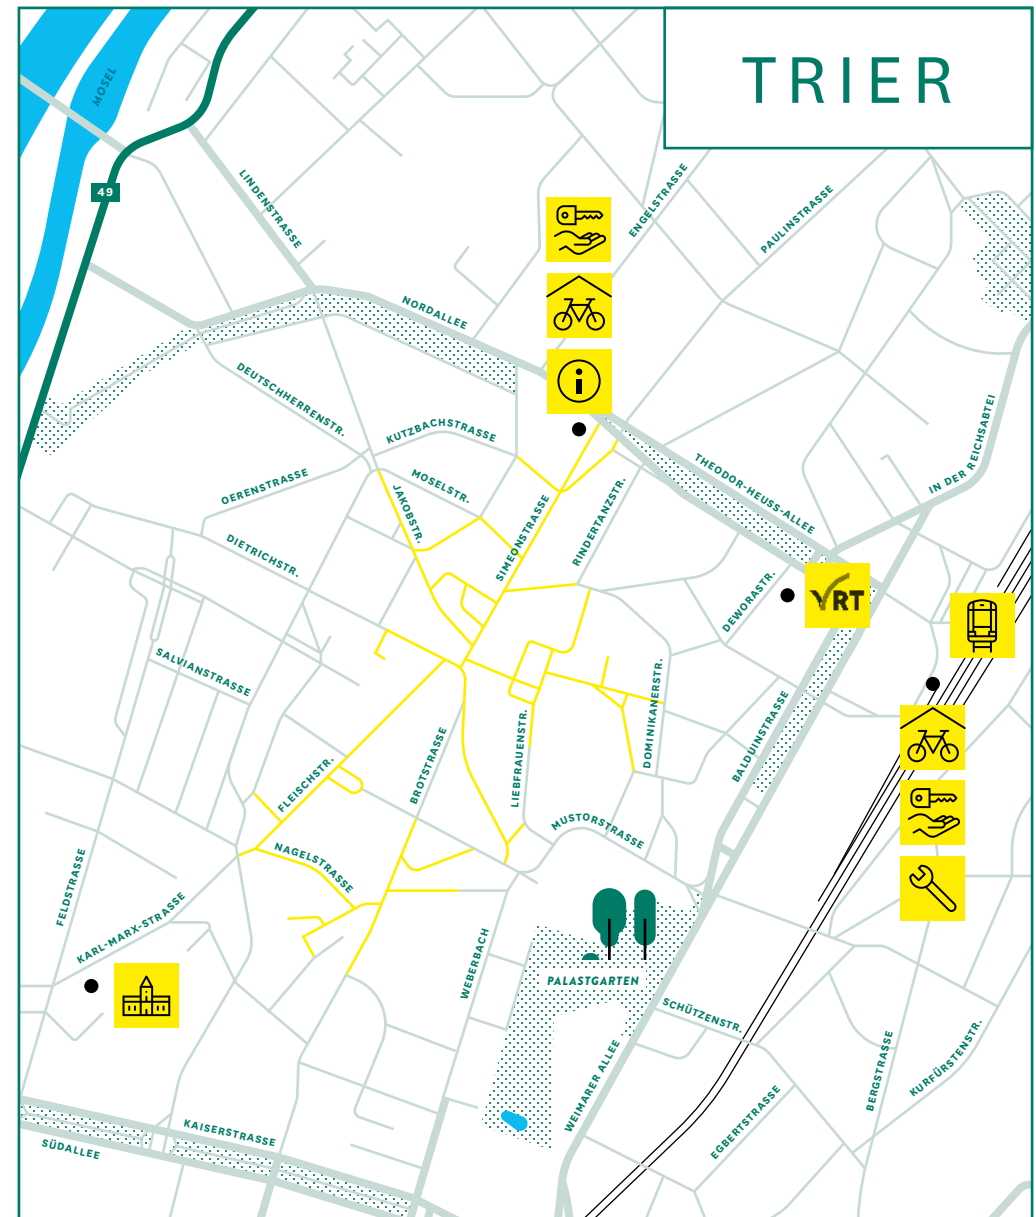 TRIER
MOSEL
49
LINDENSTRASSE
ENGELSTRASSE
PAULINSTRASSE
NORDALLEE
DEUTSCHHERRENSTR.
KUTZBACHSTRASSE
MOSELSTR.
OERENSTRASSE
JAKOBSTR.
SIMEONSTRASSE
RINDERTANZSTR.
THEODOR-HEUSS-ALLEE
IN DER REICHSABTEI
DIETRICHSTR.
DEWORASTR.
VRT
SALVIANSTRASSE
DOMINIKANERSTR.
BALDUINSTRASSE
LIEBFRAUENSTR.
BROTSTRASSE
FLEISCHSTR.
MUSTORSTRASSE
NAGELSTRASSE
FELDSTRASSE
KARL-MARX-STRASSE
WEBERBACH
PALASTGARTEN
SCHÜTZENSTR.
WEIMARER ALLEE
BERGSTRASSE
KURFÜRSTENSTR.
EGBERTSTRASSE
KAISERSTRASSE
SÜDALLEE